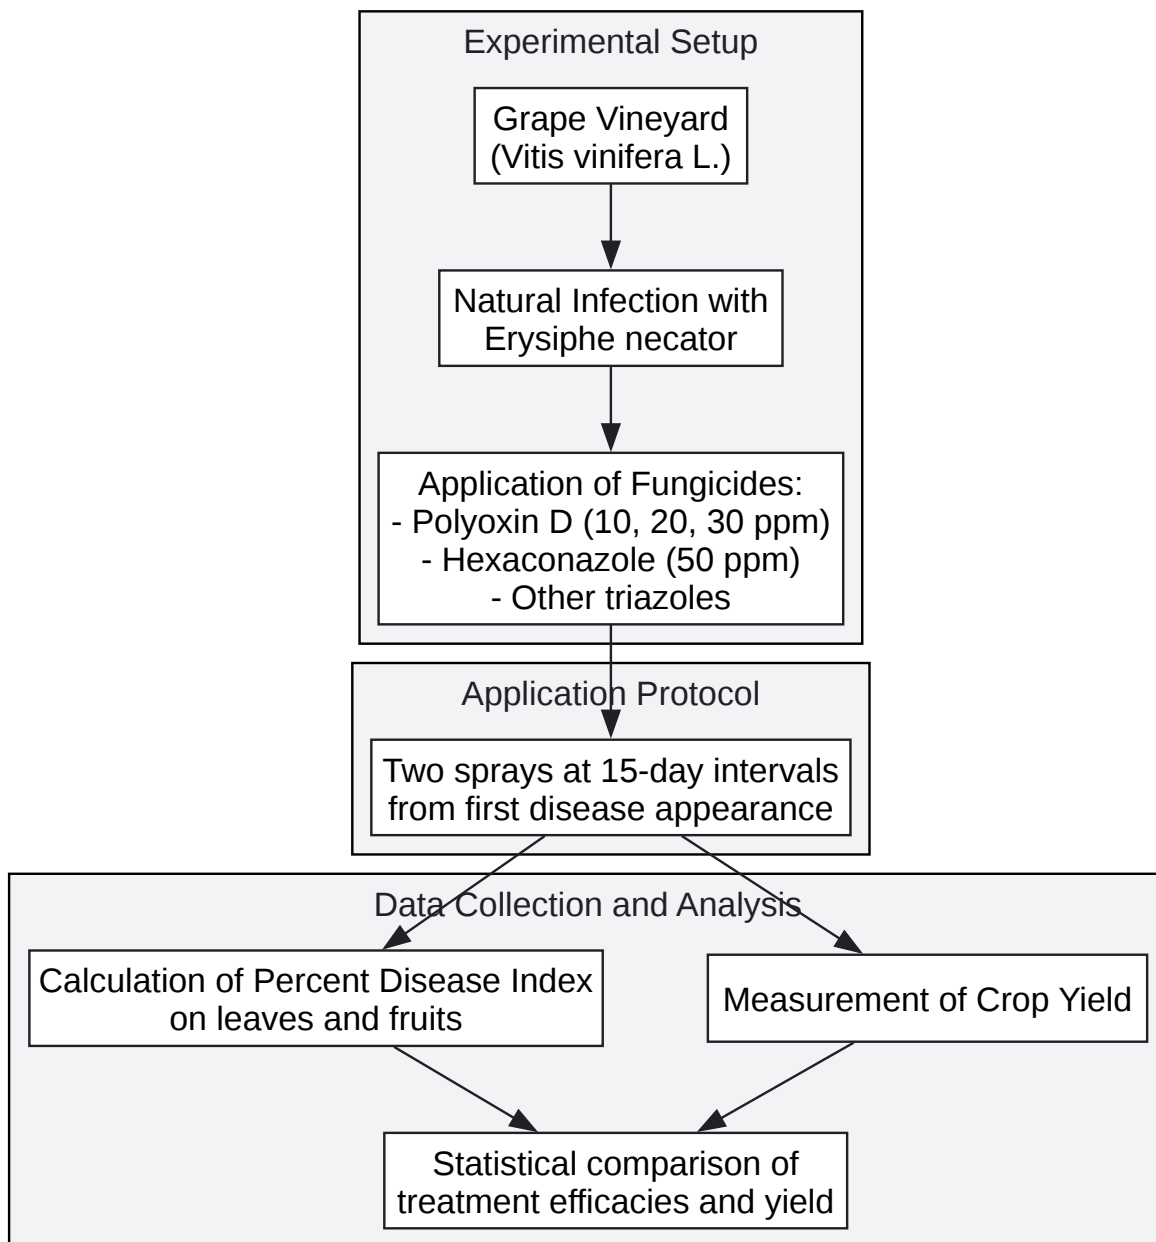 Experimental Setup
Grape Vineyard
(Vitis vinifera L.)
Natural Infection with
Erysiphe necator
Application of Fungicides:
- Polyoxin D (10, 20, 30 ppm)
- Hexaconazole (50 ppm)
- Other triazoles
Application Protocol
Two sprays at 15-day intervals
from first disease appearance
Data Collection and Analysis
Calculation of Percent Disease Index
on leaves and fruits
Measurement of Crop Yield
Statistical comparison of
treatment efficacies and yield